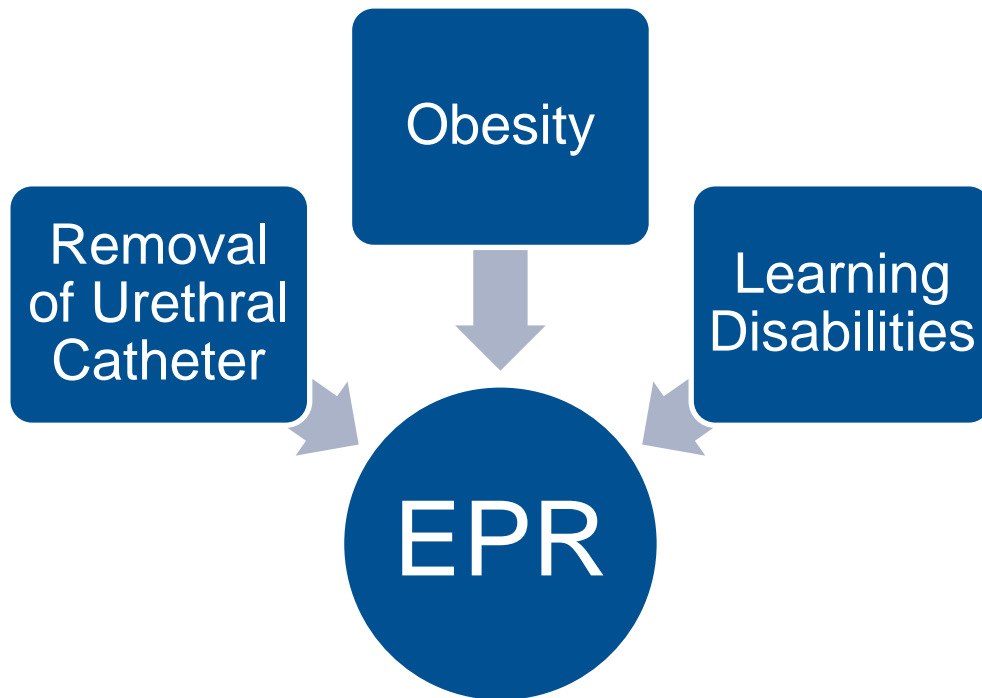 Obesity
Removal
of Urethral
Catheter
Learning
Disabilities
EPR